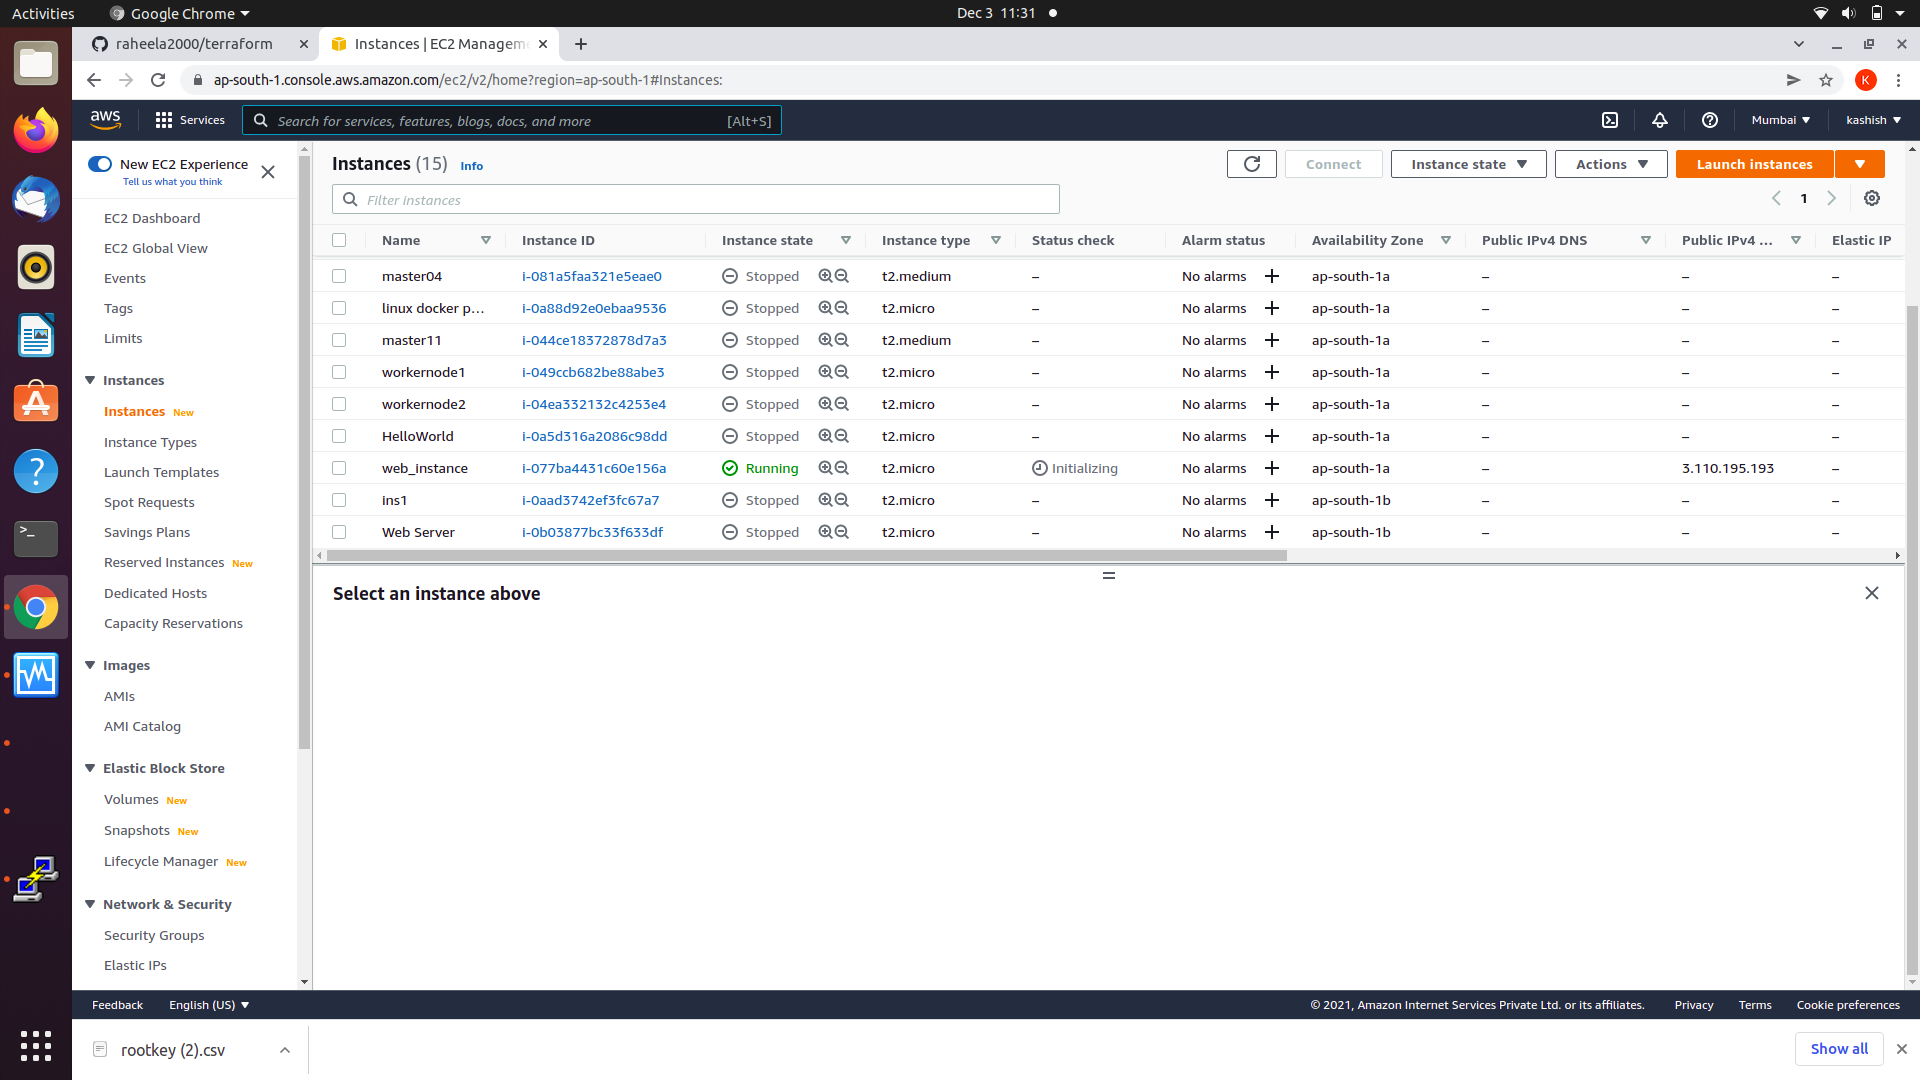 Activities
Google Chrome
Dec 3 11:31
raheela2000/terraform
Instances | EC2 Managem
ap-south-1.console.aws.amazon.com/ec2/v2/home?region=ap-south-1#Instances:
K
aws
Services
Search for services, features, blogs, docs, and more
[Alt+S]
Mumbai
kashish
New EC2 Experience
Tell us what you think
EC2 Dashboard
EC2 Global View
Events
Tags
Limits
Instances
Instances New
Instance Types
Launch Templates
Spot Requests
Savings Plans
Reserved Instances New
Dedicated Hosts
Capacity Reservations
Images
AMIs
AMI Catalog
Elastic Block Store
Volumes New
Snapshots New
Lifecycle Manager New
Network & Security
Security Groups
Elastic IPs
Instances (15) Info
Connect
Instance state
Actions
Launch instances
Filter instances
1
Name Instance ID Instance state Instance type Status check Alarm status Availability Zone Public IPv4 DNS Public IPv4 ... Elastic IP
master04 i-081a5faa321e5eae0 Stopped t2.medium – No alarms + ap-south-1a – – –
linux docker p... i-0a88d92e0ebaa9536 Stopped t2.micro – No alarms + ap-south-1a – – –
master11 i-044ce18372878d7a3 Stopped t2.medium – No alarms + ap-south-1a – – –
workernode1 i-049ccb682be88abe3 Stopped t2.micro – No alarms + ap-south-1a – – –
workernode2 i-04ea332132c4253e4 Stopped t2.micro – No alarms + ap-south-1a – – –
HelloWorld i-0a5d316a2086c98dd Stopped t2.micro – No alarms + ap-south-1a – – –
web_instance i-077ba4431c60e156a Running t2.micro Initializing No alarms + ap-south-1a – 3.110.195.193 –
ins1 i-0aad3742ef3fc67a7 Stopped t2.micro – No alarms + ap-south-1b – – –
Web Server i-0b03877bc33f633df Stopped t2.micro – No alarms + ap-south-1b – – –
Select an instance above
Feedback
English (US)
© 2021, Amazon Internet Services Private Ltd. or its affiliates.
Privacy
Terms
Cookie preferences
rootkey (2).csv
Show all